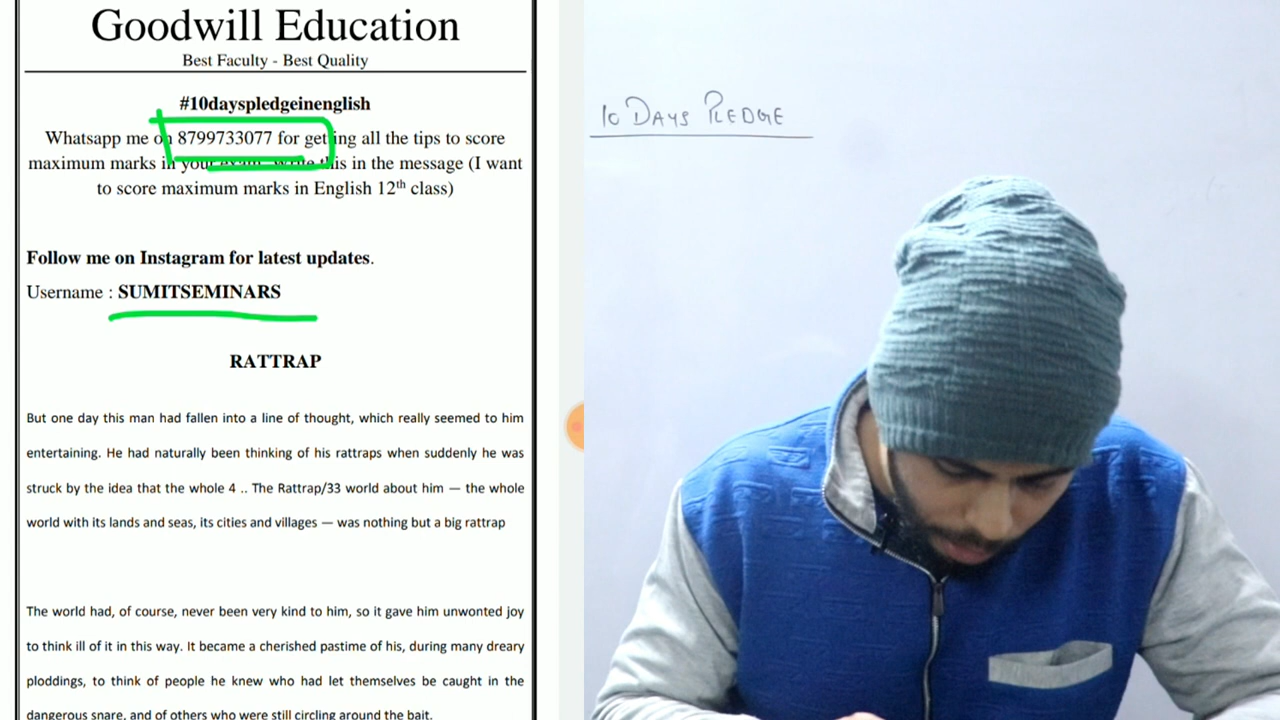 Goodwill Education
Best Faculty - Best Quality
#10dayspledgeinenglish
Whatsapp me on 8799733077 for getting all the tips to score
maximum marks in your exam. Write this in the message (I want
to score maximum marks in English 12th class)
Follow me on Instagram for latest updates.
Username : SUMITSEMINARS
RATTRAP
But one day this man had fallen into a line of thought, which really seemed to him
entertaining. He had naturally been thinking of his rattraps when suddenly he was
struck by the idea that the whole 4 .. The Rattrap/33 world about him — the whole
world with its lands and seas, its cities and villages — was nothing but a big rattrap
The world had, of course, never been very kind to him, so it gave him unwonted joy
to think ill of it in this way. It became a cherished pastime of his, during many dreary
ploddings, to think of people he knew who had let themselves be caught in the
dangerous snare, and of others who were still circling around the bait.
10 DAYS PLEDGE